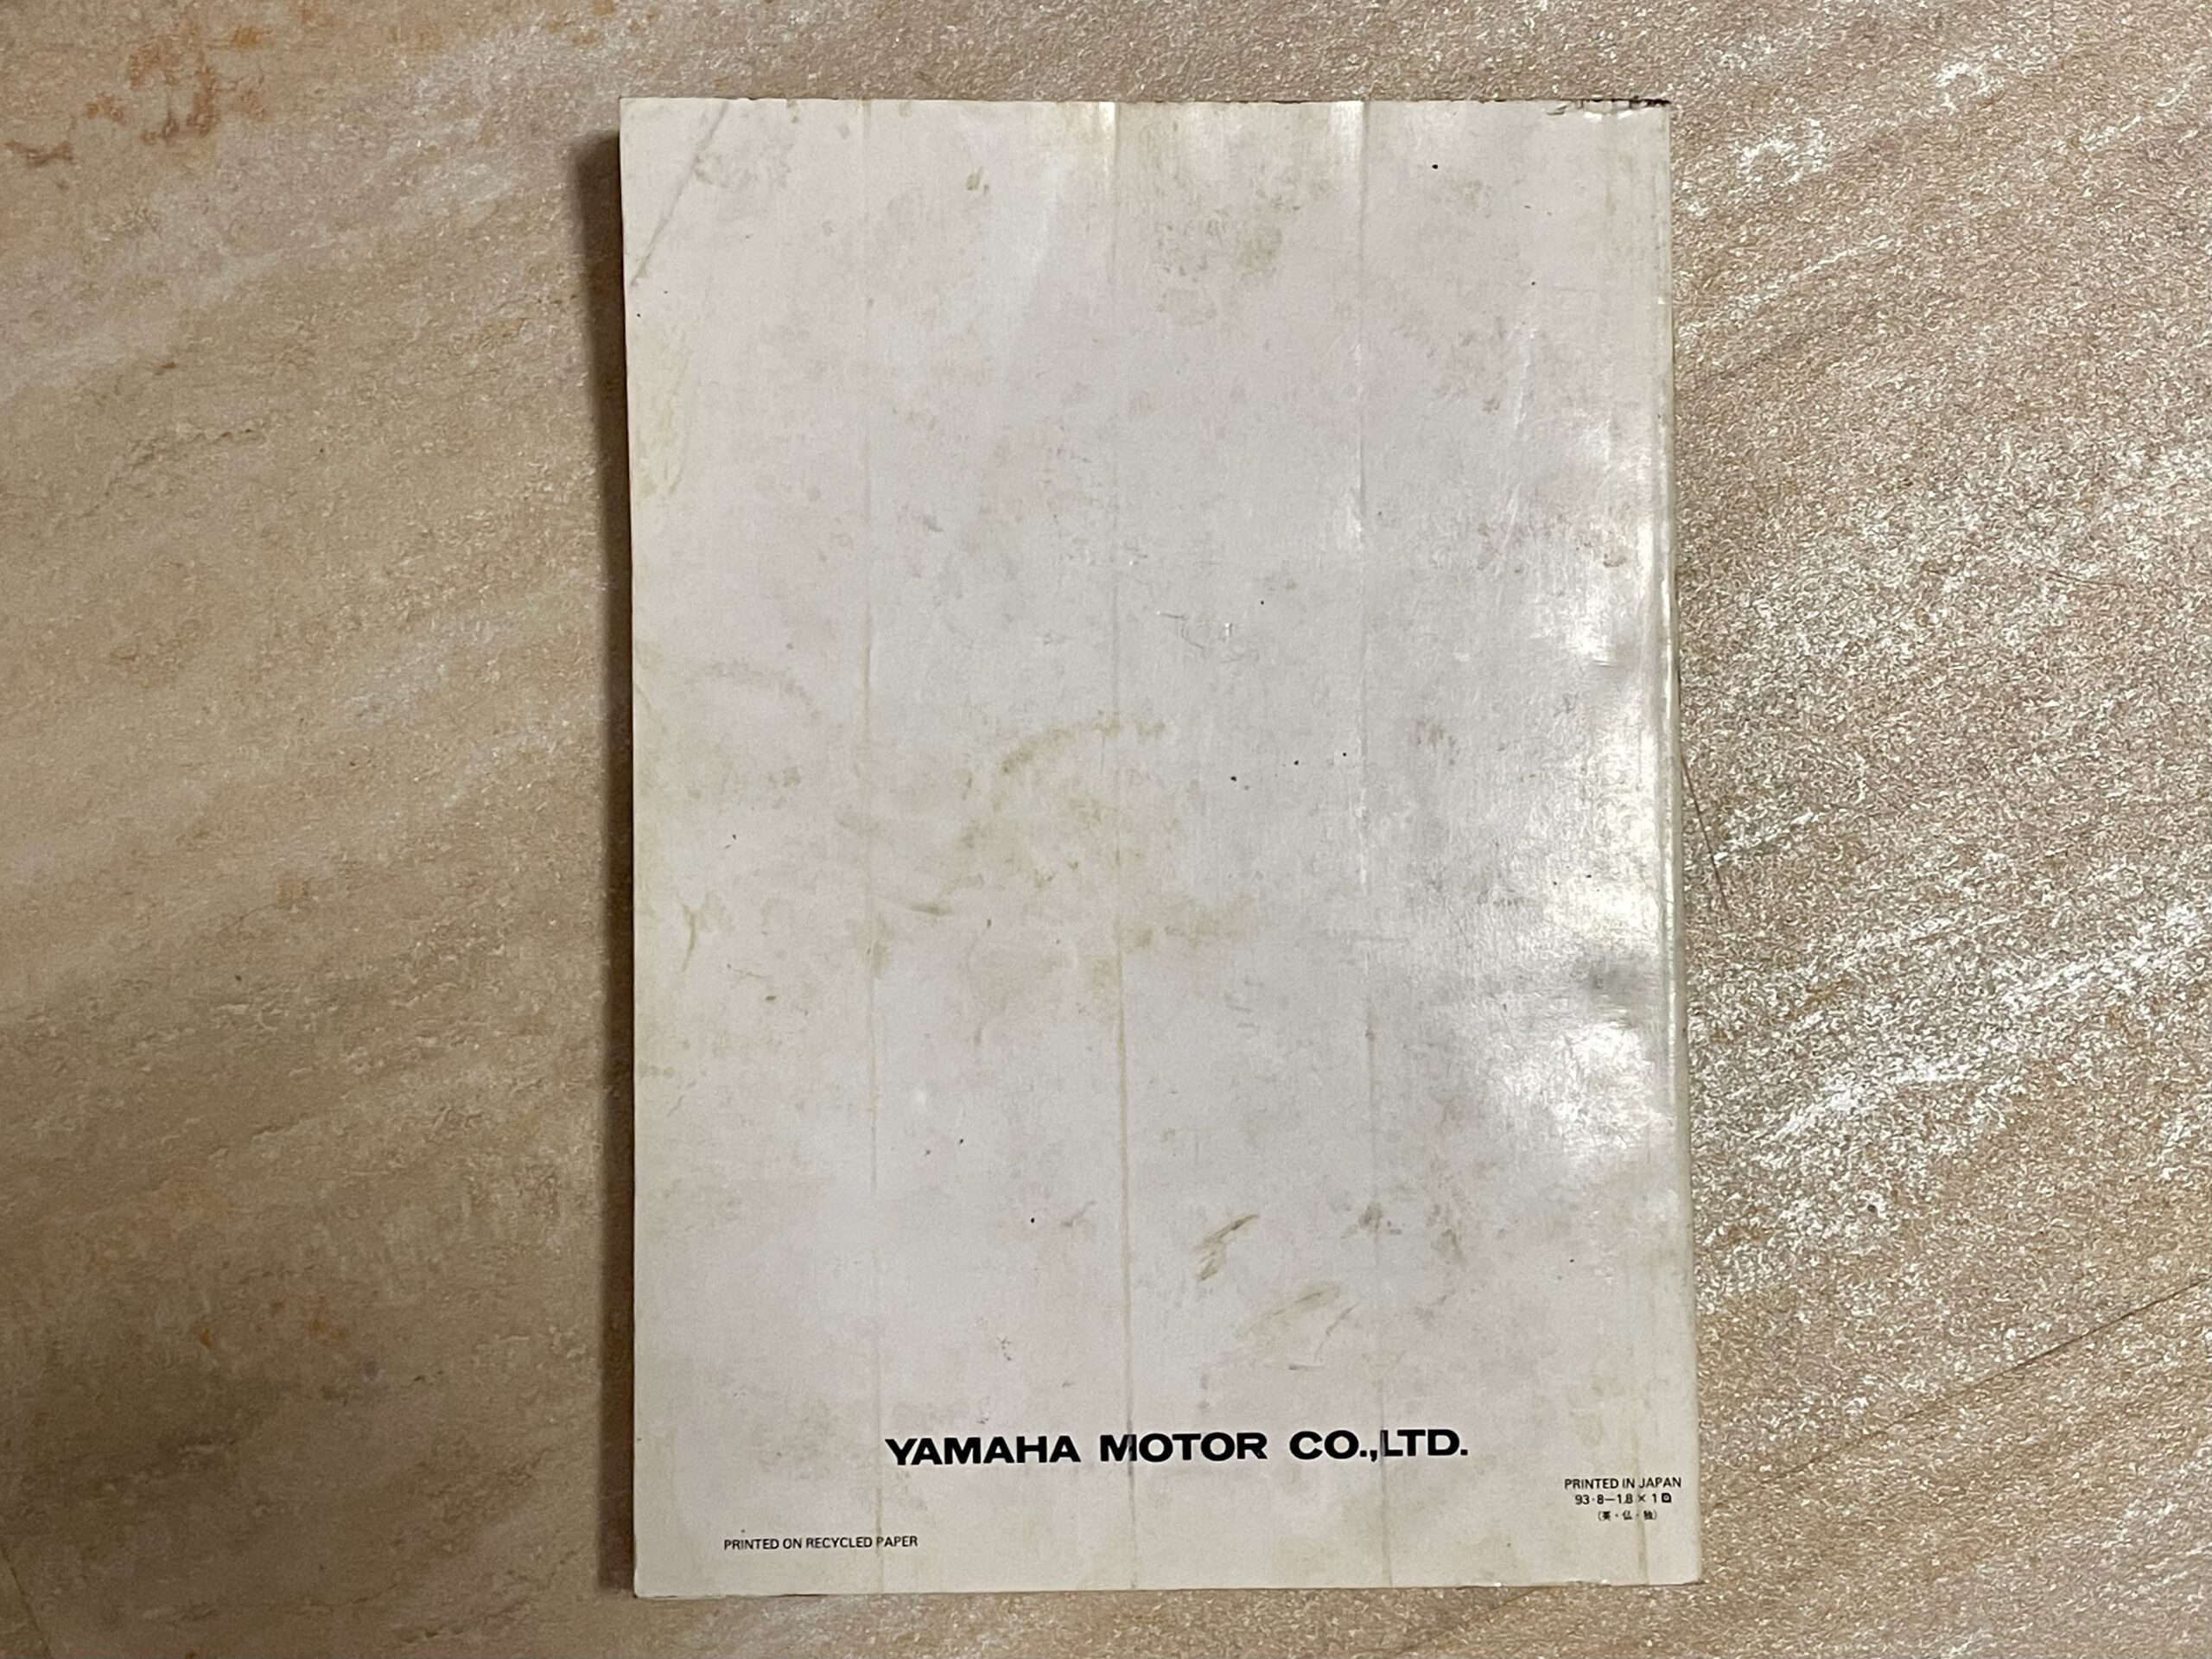 YAMAHA MOTOR CO.,LTD.
PRINTED IN JAPAN
93·8—1.8 × 1
(英・仏・独)
PRINTED ON RECYCLED PAPER